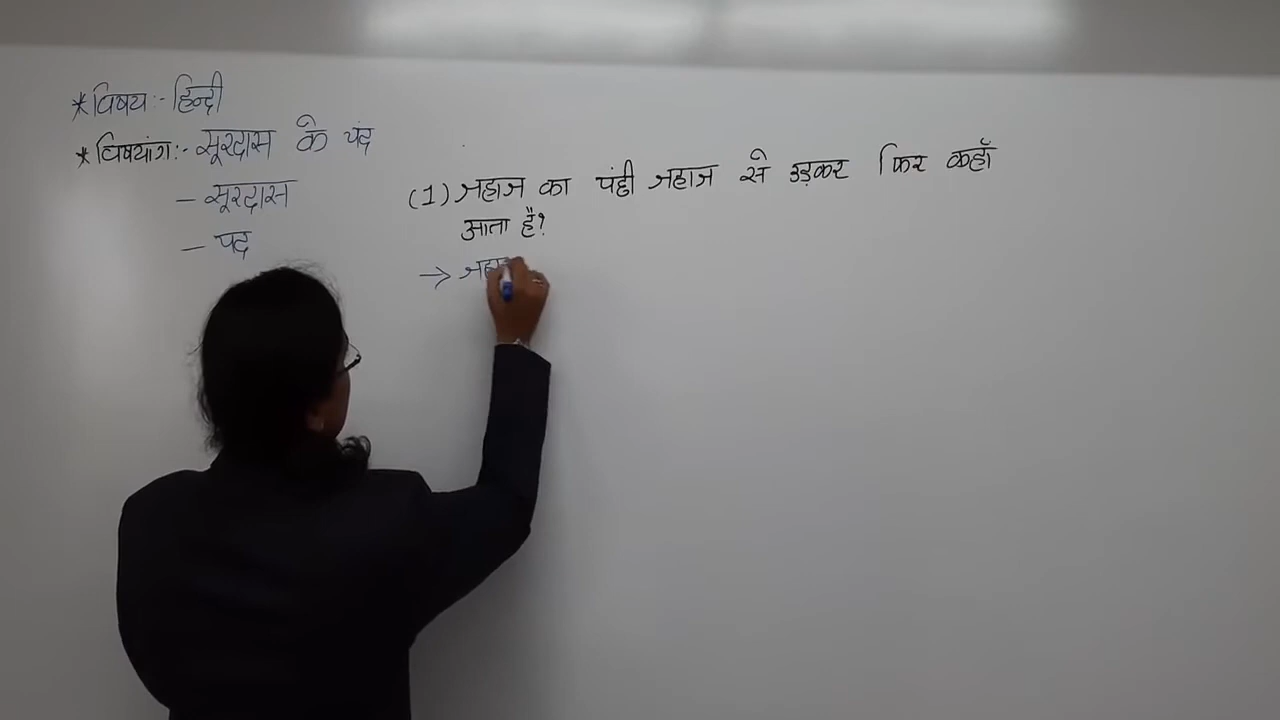 *विषय:- हिन्दी
*विषयांग:- सूरदास के पद
- सूरदास
- पद
(1) जहाज का पंछी जहाज से उड़कर फिर कहाँ
आता है?
→ जहा